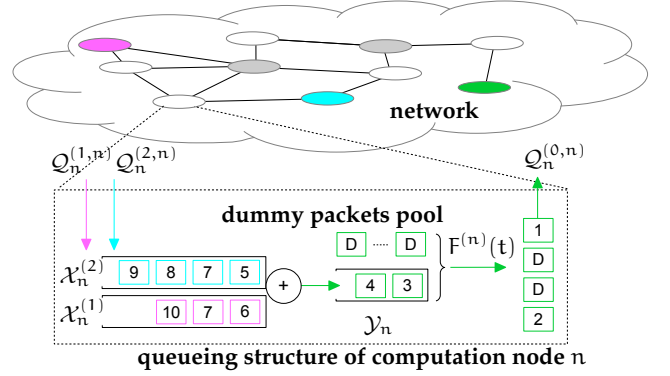 network
Q_n^{(1,n)} Q_n^{(2,n)} Q_n^{(0,n)}
dummy packets pool
1
D ..... D F^{(n)}(t)
D
X_n^{(2)} 9 8 7 5 + 4 3 D
X_n^{(1)} 10 7 6 Y_n 2
queueing structure of computation node n